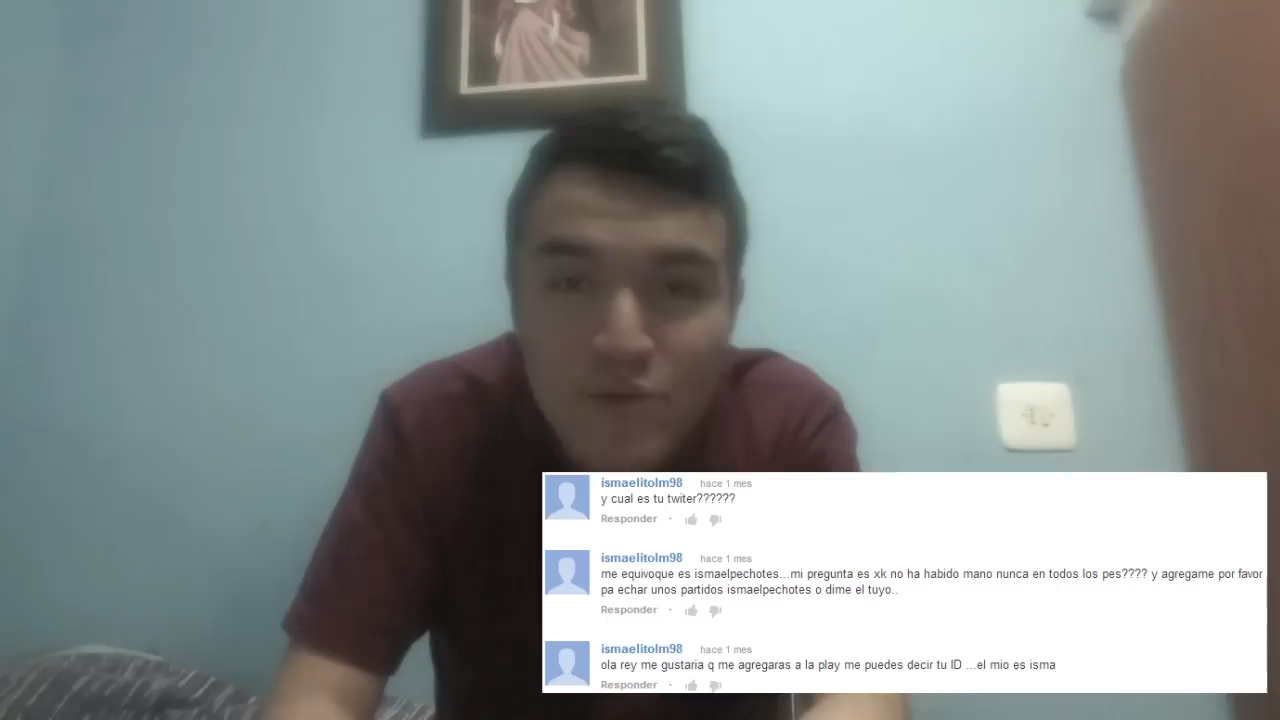 ismaelitolm98 hace 1 mes
y cual es tu twiter??????
Responder ·
ismaelitolm98 hace 1 mes
me equivoque es ismaelpechotes...mi pregunta es xk no ha habido mano nunca en todos los pes???? y agregame por favor
pa echar unos partidos ismaelpechotes o dime el tuyo..
Responder ·
ismaelitolm98 hace 1 mes
ola rey me gustaria q me agregaras a la play me puedes decir tu ID ...el mio es isma
Responder ·